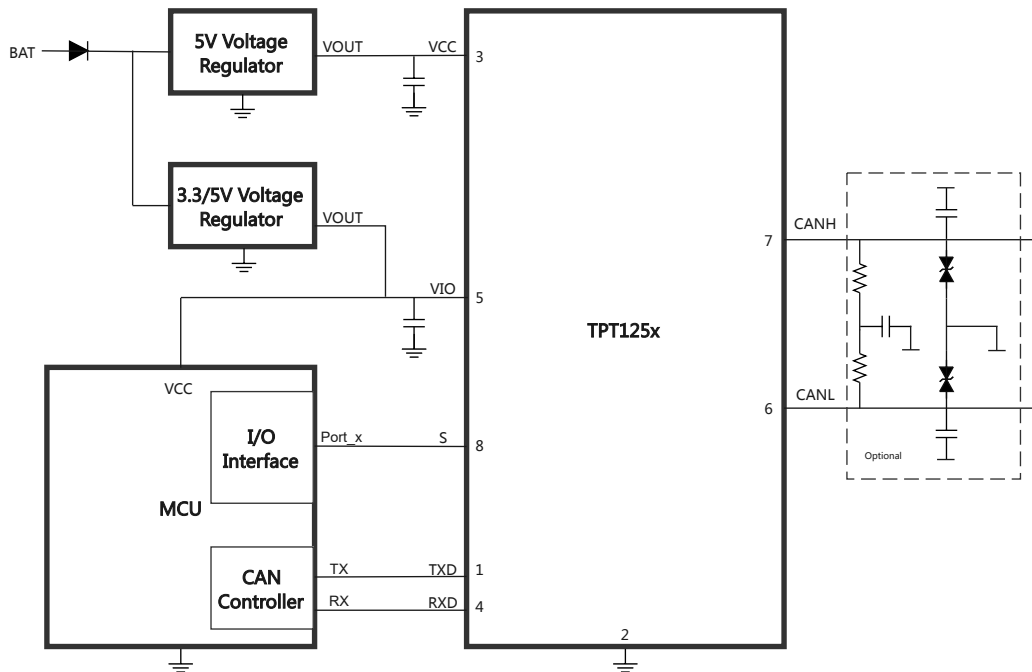 BAT
5V Voltage
Regulator
VOUT
VCC
3
3.3/5V Voltage
Regulator
VOUT
VIO
5
TPT125x
7
CANH
6
CANL
Optional
VCC
I/O
Interface
Port_x
S
8
MCU
CAN
Controller
TX
TXD
1
RX
RXD
4
2